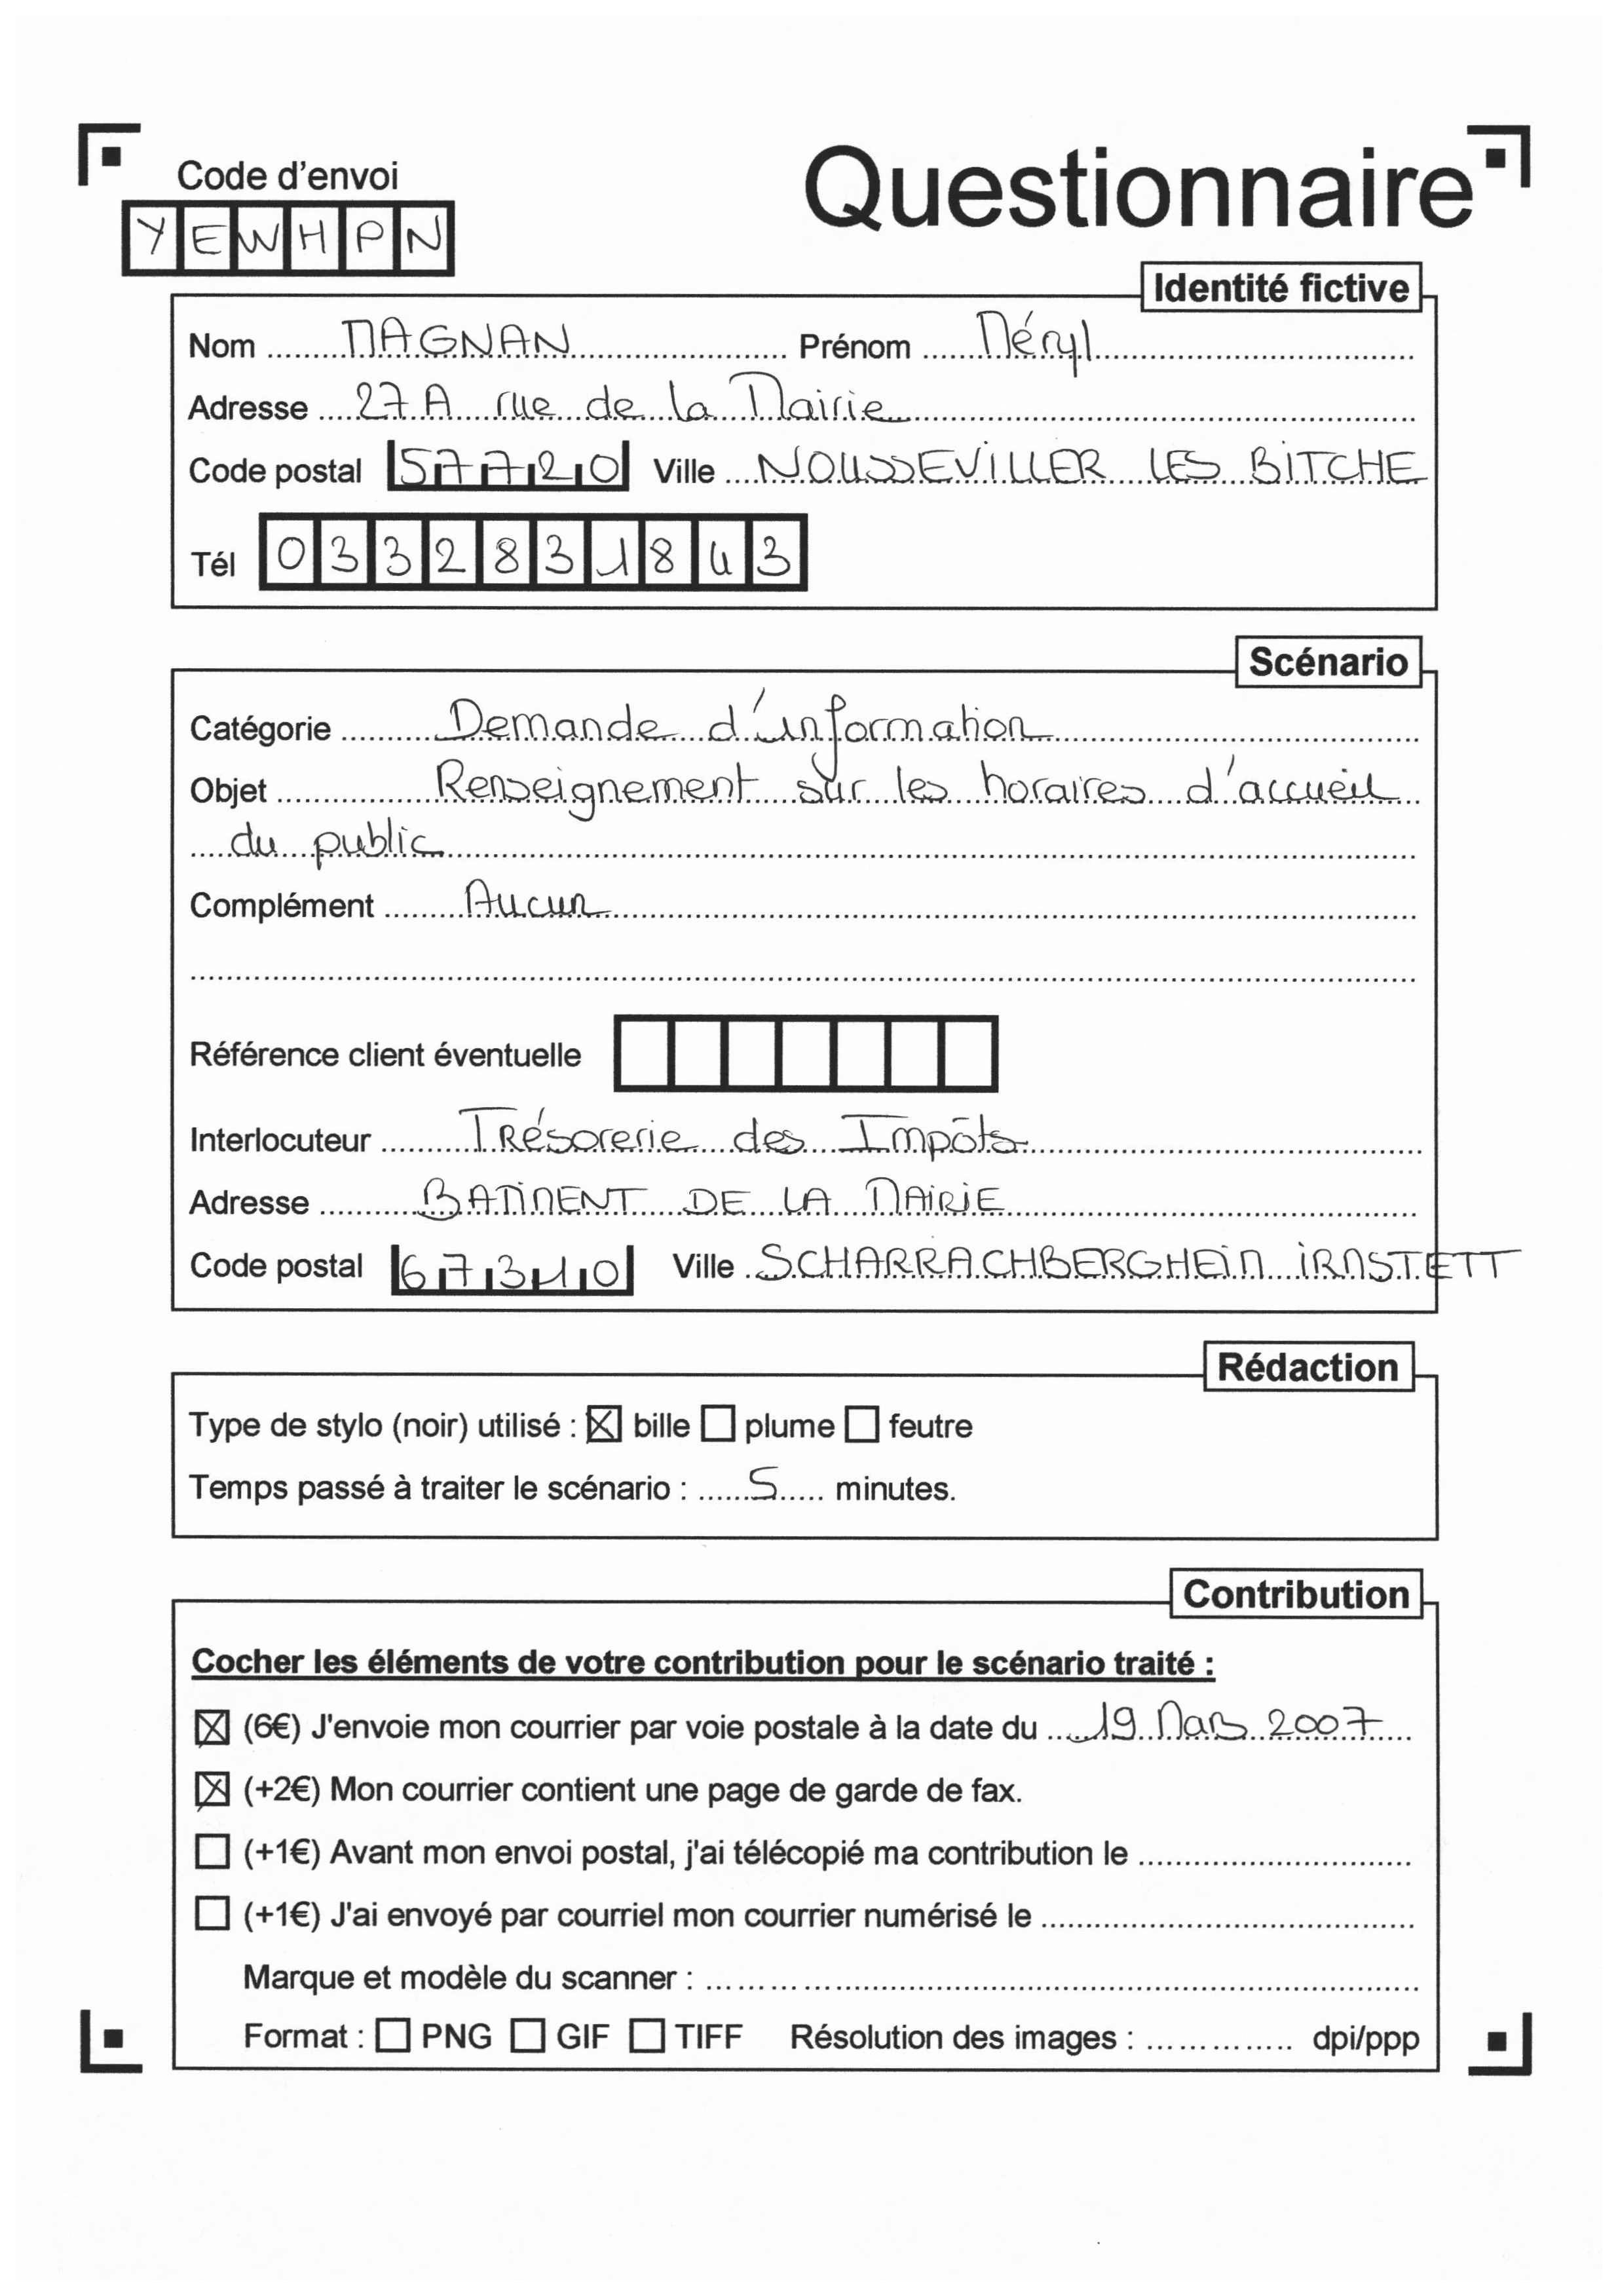 Code d'envoi
Questionnaire
YEWHPN
Identité fictive
Nom MAGNAN Prénom Méryl
Adresse 27A rue de la Mairie
Code postal 57720 Ville NOUSSEVILLER LES BITCHE
Tél 0332831843
Scénario
Catégorie Demande d'information
Objet Renseignement sur les horaires d'accueil
du public
Complément Aucun
Référence client éventuelle
Interlocuteur Trésorerie des Impôts
Adresse BATIMENT DE LA MAIRIE
Code postal 67310 Ville SCHARRACHBERGHEIM IRMSTETT
Rédaction
Type de stylo (noir) utilisé : ☒ bille ☐ plume ☐ feutre
Temps passé à traiter le scénario : 5 minutes.
Contribution
Cocher les éléments de votre contribution pour le scénario traité :
☒ (6€) J'envoie mon courrier par voie postale à la date du 19 Mars 2007
☒ (+2€) Mon courrier contient une page de garde de fax.
☐ (+1€) Avant mon envoi postal, j'ai télécopié ma contribution le
☐ (+1€) J'ai envoyé par courriel mon courrier numérisé le
Marque et modèle du scanner :
Format : ☐ PNG ☐ GIF ☐ TIFF Résolution des images : dpi/ppp